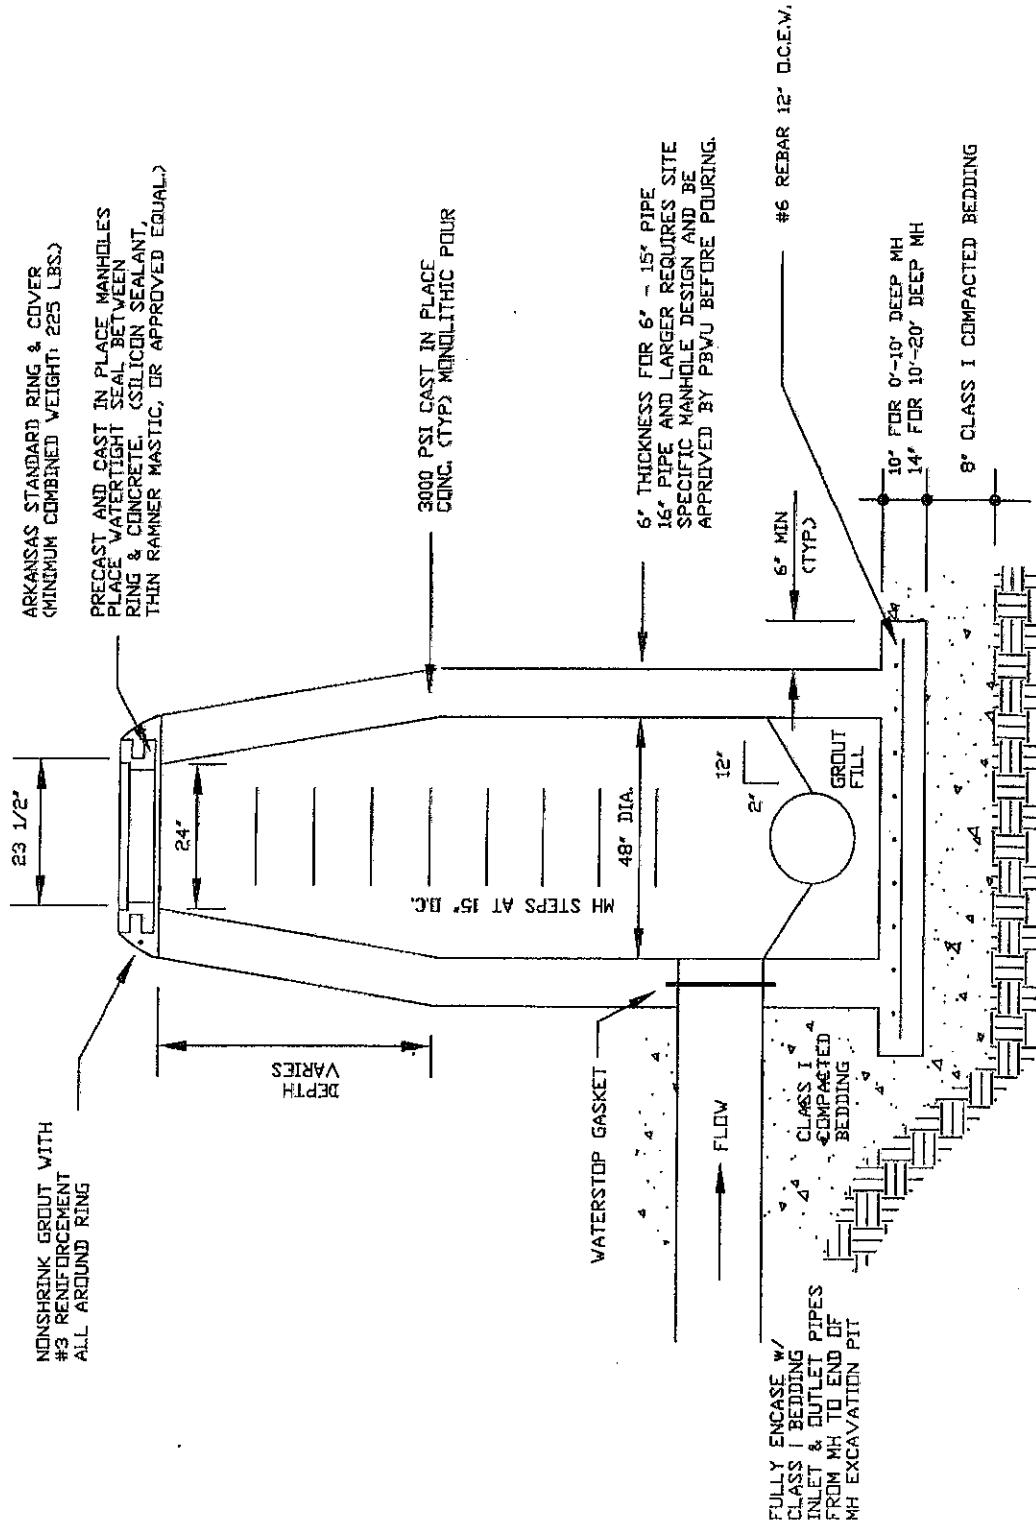 ARKANSAS STANDARD RING & COVER
(MINIMUM COMBINED WEIGHT: 225 LBS.)
PRECAST AND CAST IN PLACE MANHOLES
PLACE WATERTIGHT SEAL BETWEEN
RING & CONCRETE. (SILICON SEALANT,
THIN RAMNER MASTIC, OR APPROVED EQUAL.)
23 1/2"
24"
NONSHRINK GROUT WITH
#3 RENIFORCEMENT
ALL AROUND RING
DEPTH
VARIES
MH STEPS AT 15" O.C.
3000 PSI CAST IN PLACE
CONC. (TYP) MONOLITHIC POUR
48" DIA.
6" THICKNESS FOR 6" - 15" PIPE
16" PIPE AND LARGER REQUIRES SITE
SPECIFIC MANHOLE DESIGN AND BE
APPROVED BY PBWU BEFORE POURING.
WATERSTOP GASKET
FLOW
12"
2"
GROUT
FILL
6" MIN
(TYP.)
#6 REBAR 12" O.C.E.W.
CLASS I
COMPACTED
BEDDING
10" FOR 0'-10' DEEP MH
14" FOR 10'-20' DEEP MH
8" CLASS I COMPACTED BEDDING
FULLY ENCASE w/
CLASS I BEDDING
INLET & OUTLET PIPES
FROM MH TO END OF
MH EXCAVATION PIT